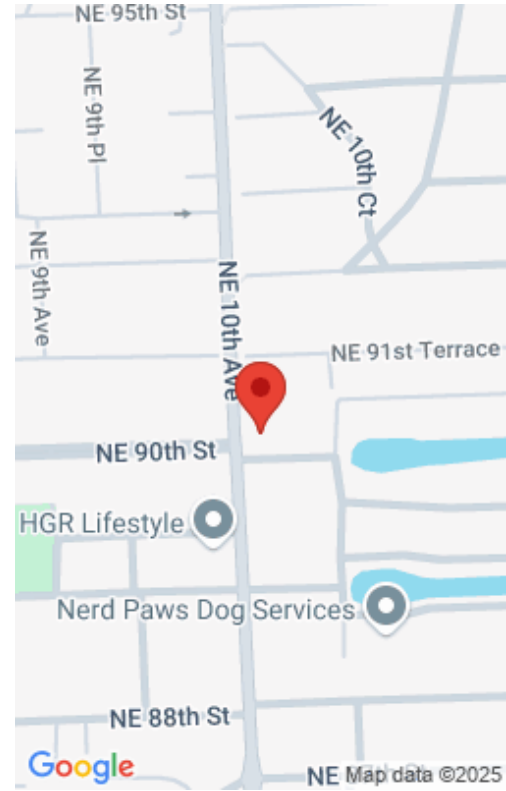 NE 95th St
NE 9th Pl
NE 10th Ct
NE 9th Ave
NE 10th Ave
NE 91st Terrace
NE 90th St
HGR Lifestyle
Nerd Paws Dog Services
NE 88th St
Google
NE
Map data ©2025